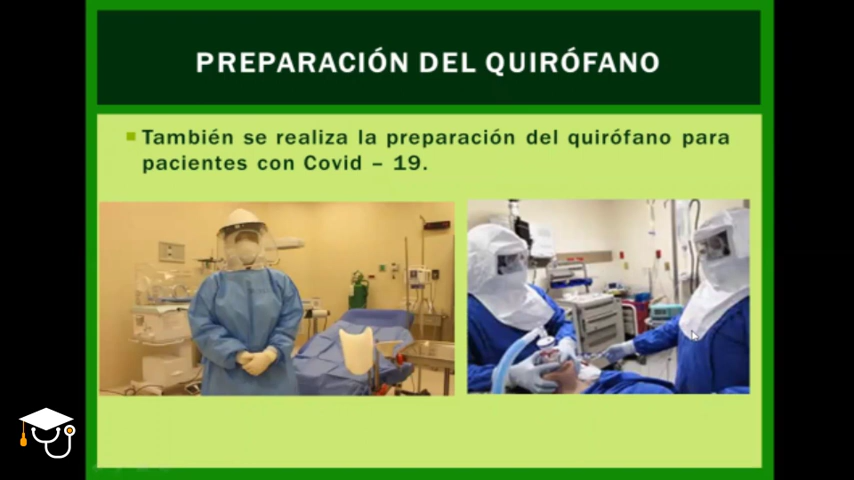 PREPARACIÓN DEL QUIRÓFANO
También se realiza la preparación del quirófano para
pacientes con Covid – 19.